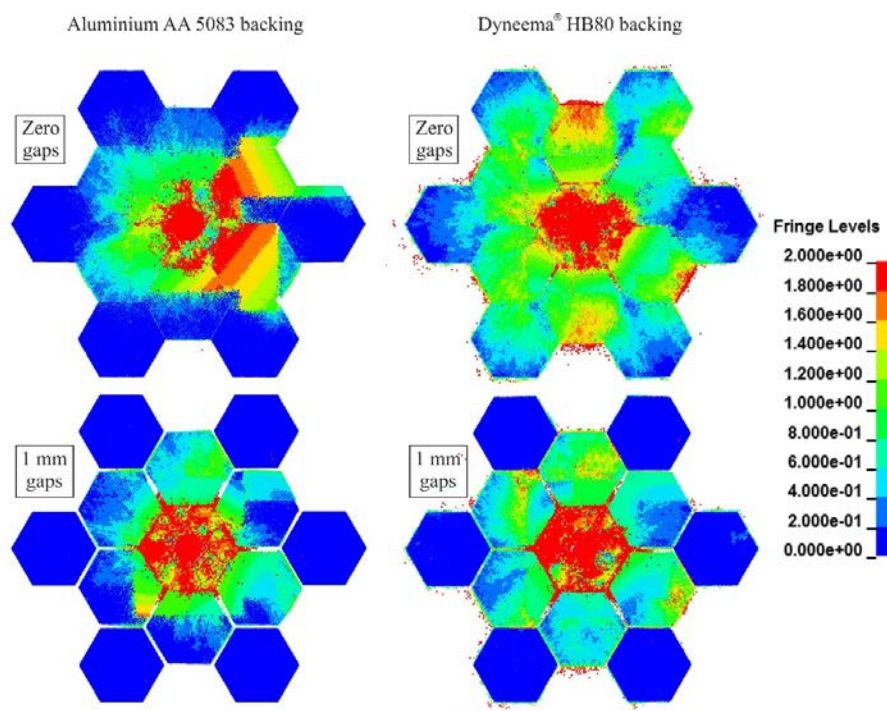 Aluminium AA 5083 backing
Dyneema® HB80 backing
Zero
gaps
Zero
gaps
Fringe Levels
2.000e+00
1.800e+00
1.600e+00
1.400e+00
1.200e+00
1.000e+00
8.000e-01
6.000e-01
4.000e-01
2.000e-01
0.000e+00
1 mm
gaps
1 mm
gaps